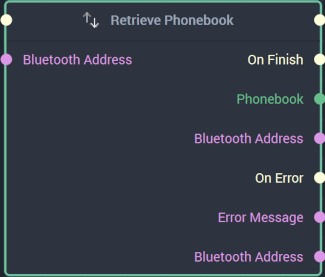 Retrieve Phonebook
Bluetooth Address
On Finish
Phonebook
Bluetooth Address
On Error
Error Message
Bluetooth Address